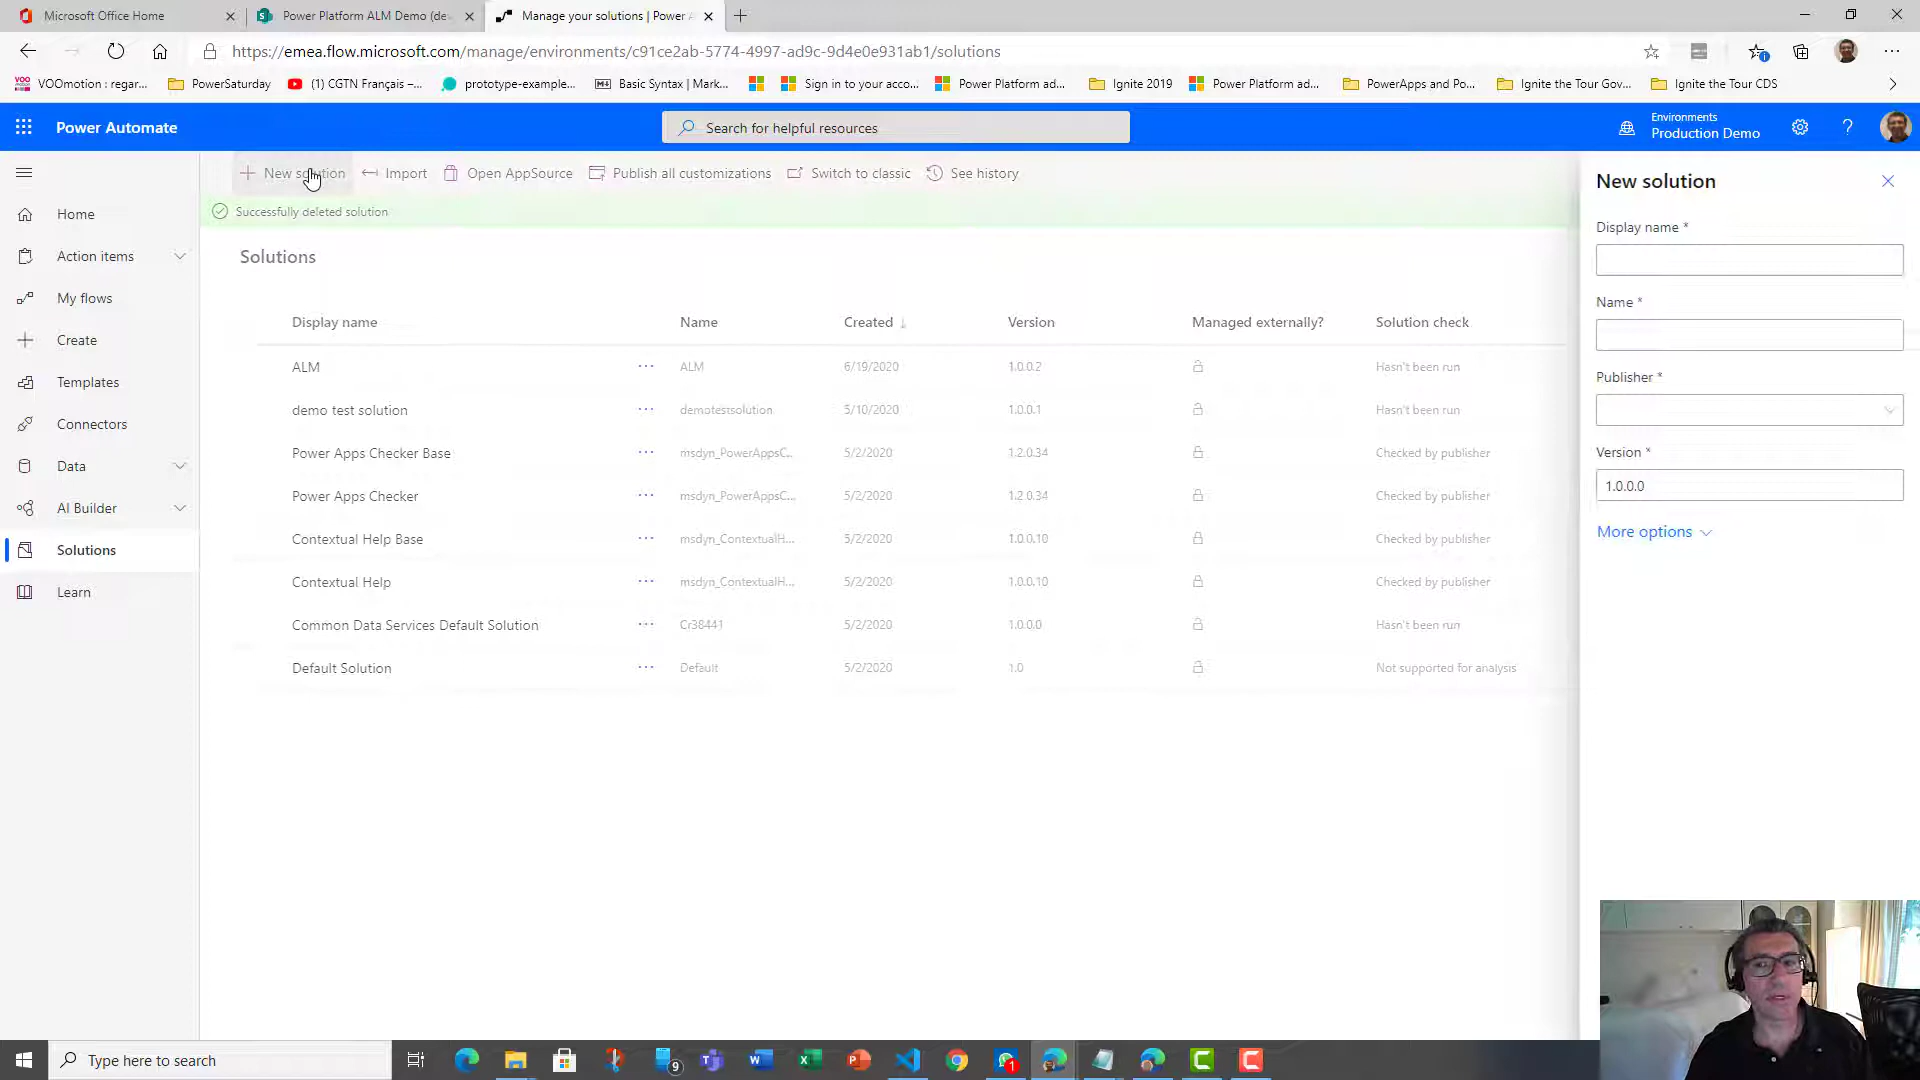 Microsoft Office Home
Power Platform ALM Demo (de
Manage your solutions | Power A
https://emea.flow.microsoft.com/manage/environments/c91ce2ab-5774-4997-ad9c-9d4e0e931ab1/solutions
VOO VOOmotion : regar...
PowerSaturday
(1) CGTN Français –...
prototype-example...
Basic Syntax | Mark...
Sign in to your acco...
Power Platform ad...
Ignite 2019
Power Platform ad...
PowerApps and Po...
Ignite the Tour Gov...
Ignite the Tour CDS
Power Automate
Search for helpful resources
Environments
Production Demo
New solution
Import
Open AppSource
Publish all customizations
Switch to classic
See history
Successfully deleted solution
Home
Action items
My flows
Create
Templates
Connectors
Data
AI Builder
Solutions
Learn
Solutions
Display name Name Created ↓ Version Managed externally? Solution check
ALM ··· ALM 6/19/2020 1.0.0.2 Hasn't been run
demo test solution ··· demotestsolution 5/10/2020 1.0.0.1 Hasn't been run
Power Apps Checker Base ··· msdyn_PowerAppsC... 5/2/2020 1.2.0.34 Checked by publisher
Power Apps Checker ··· msdyn_PowerAppsC... 5/2/2020 1.2.0.34 Checked by publisher
Contextual Help Base ··· msdyn_ContextualH... 5/2/2020 1.0.0.10 Checked by publisher
Contextual Help ··· msdyn_ContextualH... 5/2/2020 1.0.0.10 Checked by publisher
Common Data Services Default Solution ··· Cr38441 5/2/2020 1.0.0.0 Hasn't been run
Default Solution ··· Default 5/2/2020 1.0 Not supported for analysis
New solution
Display name *
Name *
Publisher *
Version *
1.0.0.0
More options
Type here to search
9
1